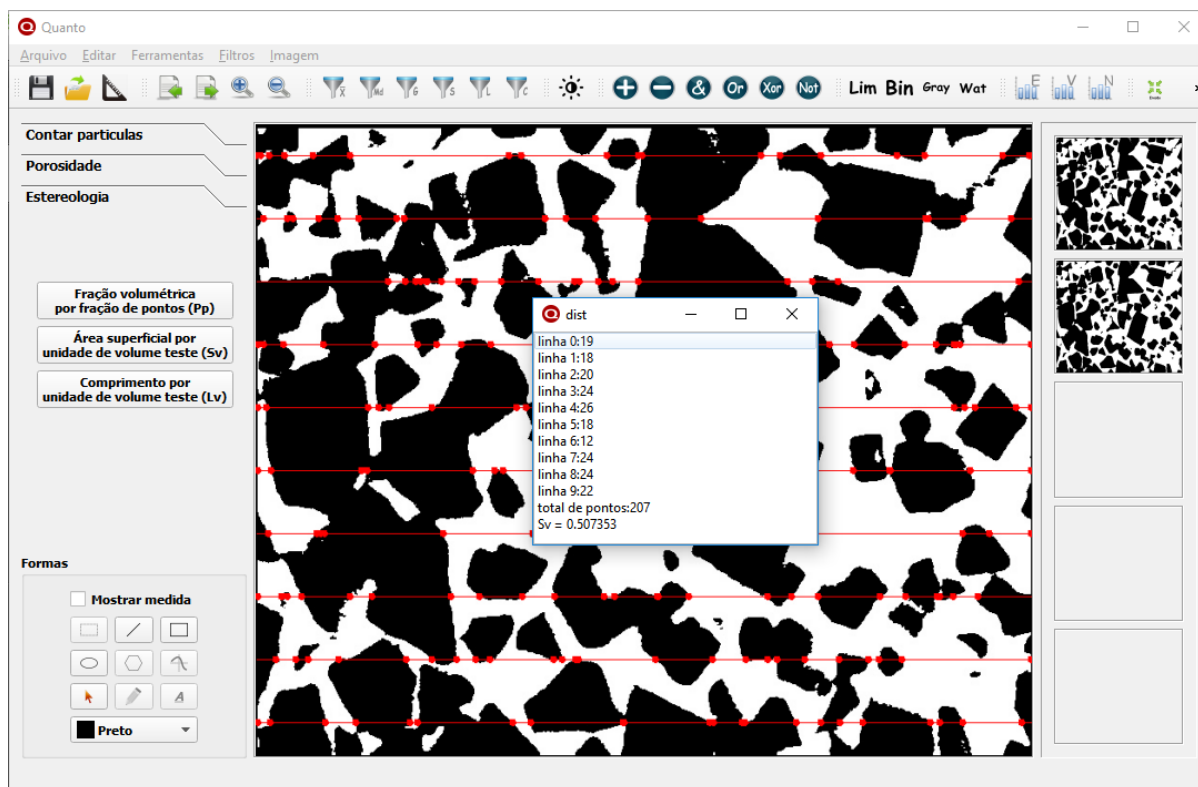 Quanto
Arquivo Editar Ferramentas Filtros Imagem
Lim Bin Gray Wat
Contar particulas
Porosidade
Estereologia
Fração volumétrica
por fração de pontos (Pp)
Área superficial por
unidade de volume teste (Sv)
Comprimento por
unidade de volume teste (Lv)
dist
linha 0:19
linha 1:18
linha 2:20
linha 3:24
linha 4:26
linha 5:18
linha 6:12
linha 7:24
linha 8:24
linha 9:22
total de pontos:207
Sv = 0.507353
Formas
Mostrar medida
Preto